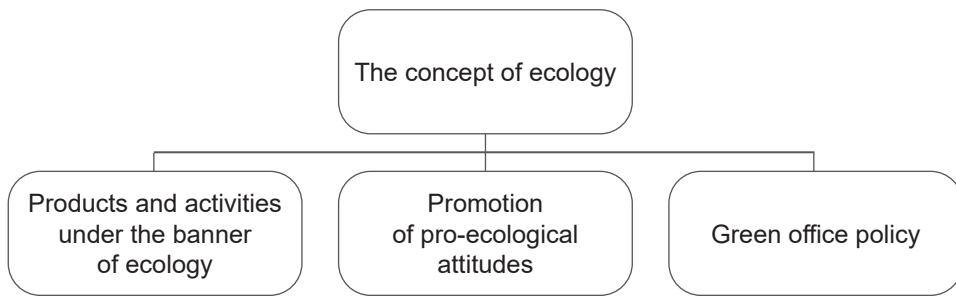 The concept of ecology
Products and activities
under the banner
of ecology
Promotion
of pro-ecological
attitudes
Green office policy